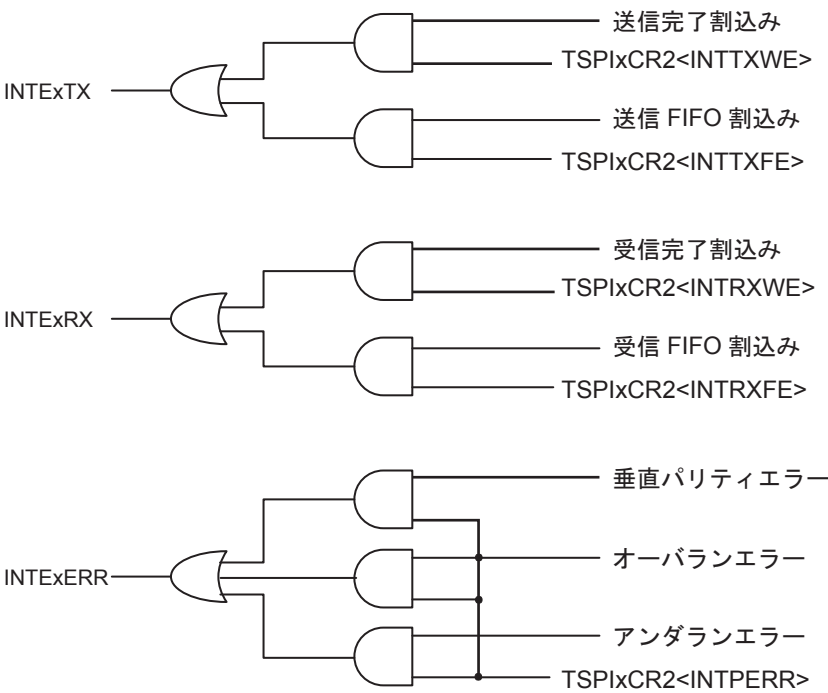 送信完了割込み
TSPIxCR2<INTTXWE>
INTExTX
送信 FIFO 割込み
TSPIxCR2<INTTXFE>
受信完了割込み
TSPIxCR2<INTRXWE>
INTExRX
受信 FIFO 割込み
TSPIxCR2<INTRXFE>
垂直パリティエラー
オーバランエラー
INTExERR
アンダランエラー
TSPIxCR2<INTPERR>